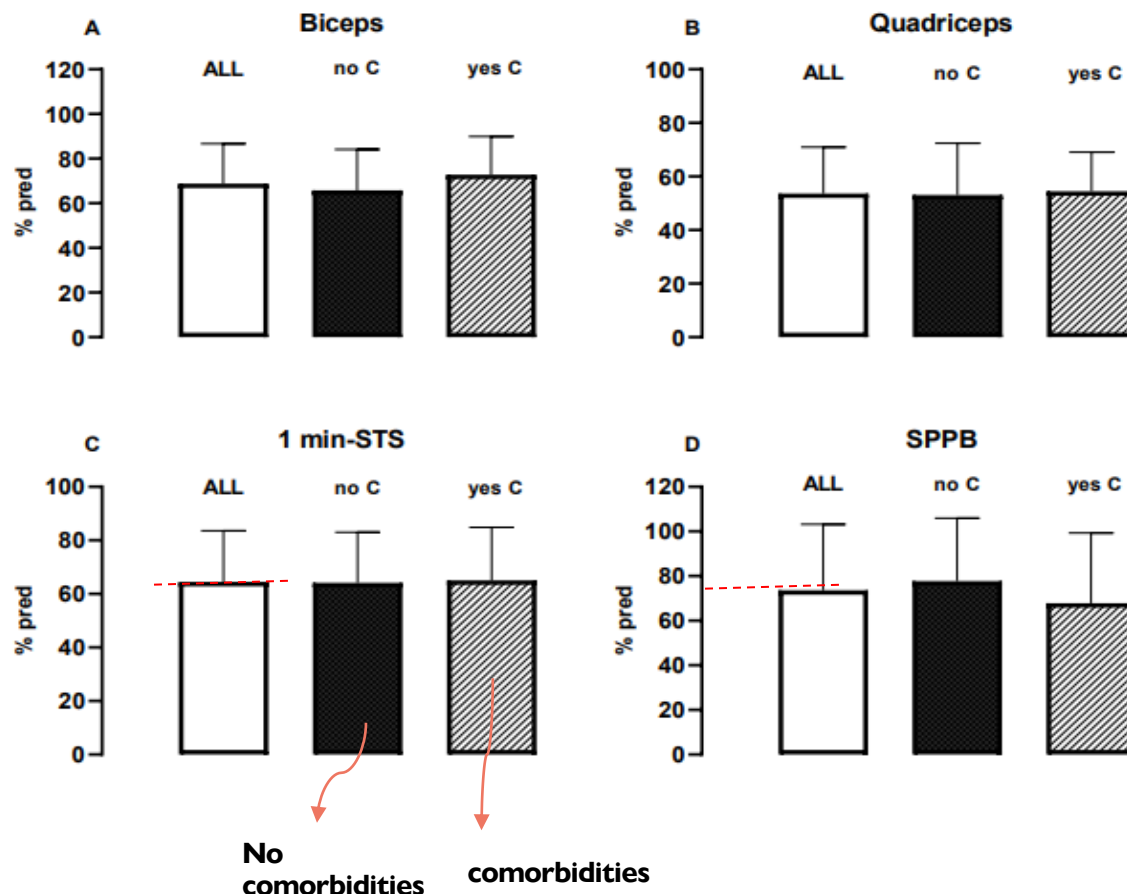 A Biceps
ALL no C yes C
% pred
120
100
80
60
40
20
0
B Quadriceps
ALL no C yes C
% pred
100
80
60
40
20
0
C 1 min-STS
ALL no C yes C
% pred
100
80
60
40
20
0
D SPPB
ALL no C yes C
% pred
120
100
80
60
40
20
0
No
comorbidities
comorbidities